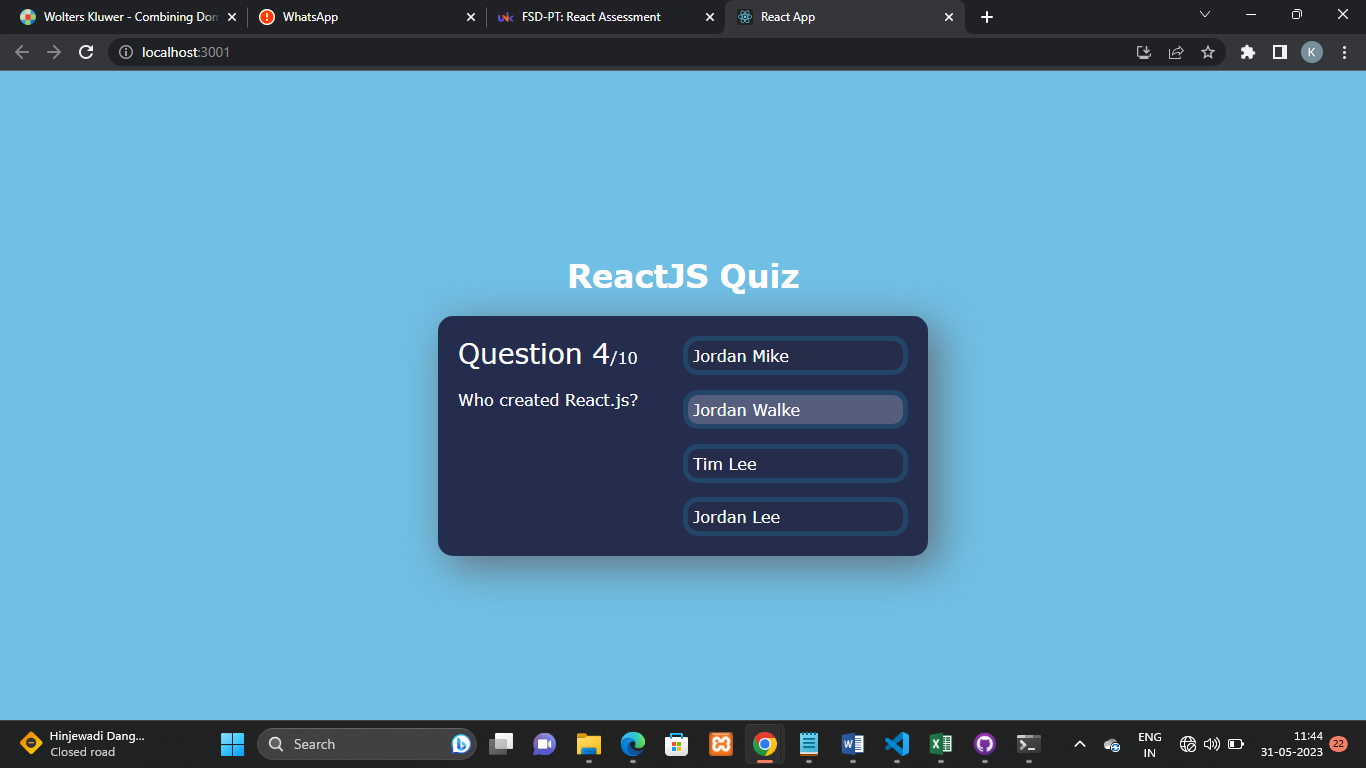 Wolters Kluwer - Combining Dom
WhatsApp
FSD-PT: React Assessment
React App
localhost:3001
K
ReactJS Quiz
Question 4/10
Who created React.js?
Jordan Mike
Jordan Walke
Tim Lee
Jordan Lee
Hinjewadi Dang...
Closed road
Search
ENG
IN
11:44
31-05-2023
22